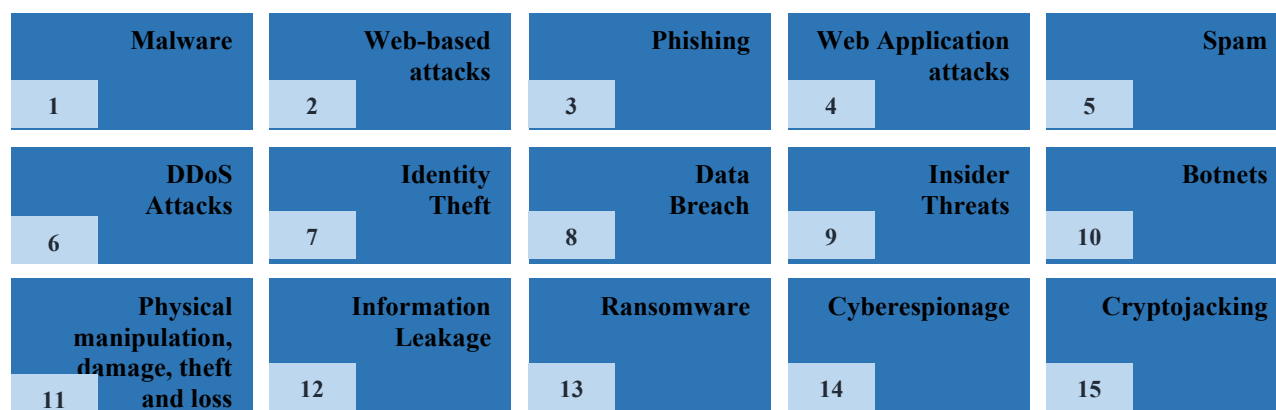 Malware
1
Web-based
attacks
2
Phishing
3
Web Application
attacks
4
Spam
5
DDoS
Attacks
6
Identity
Theft
7
Data
Breach
8
Insider
Threats
9
Botnets
10
Physical
manipulation,
damage, theft
and loss
11
Information
Leakage
12
Ransomware
13
Cyberespionage
14
Cryptojacking
15